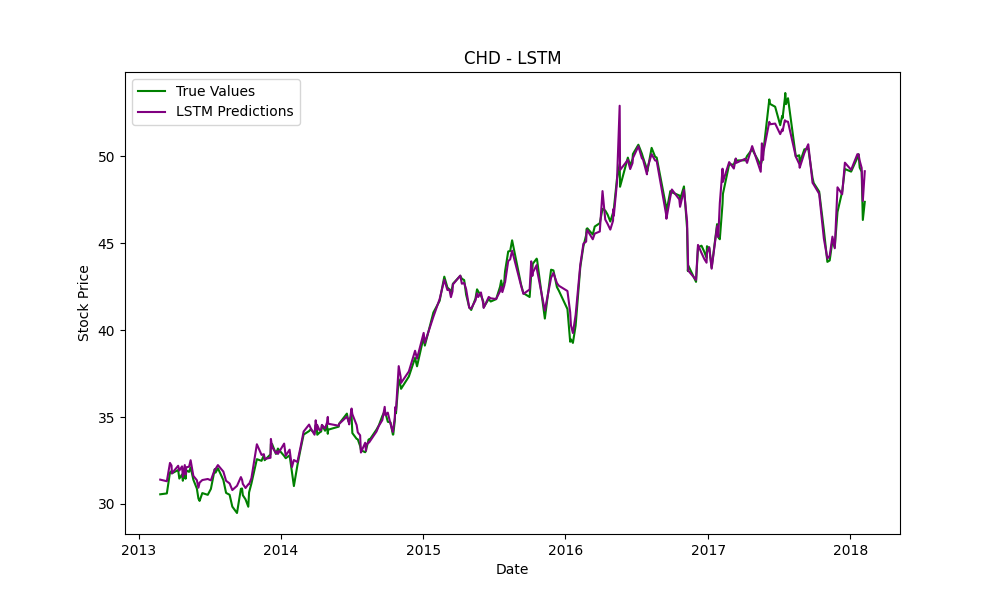 CHD - LSTM
True Values
LSTM Predictions
50
45
40
35
30
Stock Price
2013 2014 2015 2016 2017 2018
Date